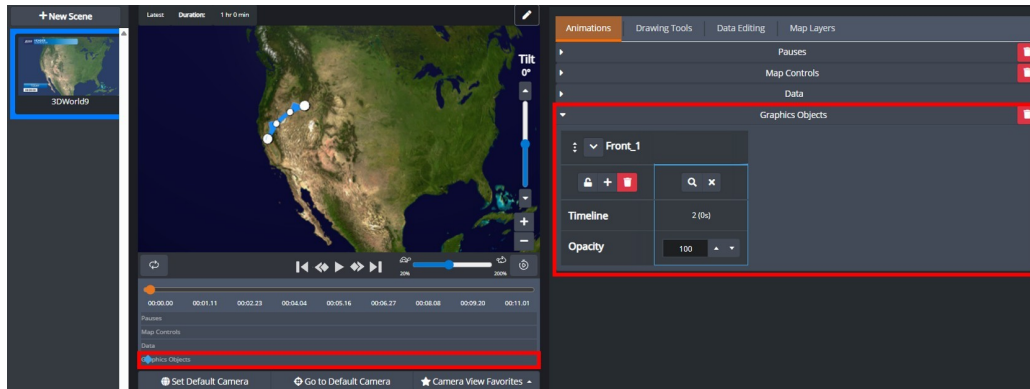 + New Scene
3DWorld9
Latest Duration: 1 hr 0 min
Tilt
0°
20%
200%
00:00.00 00:01.11 00:02.23 00:04.04 00:05.16 00:06.27 00:08.08 00:09.20 00:11.01
Pauses
Map Controls
Data
Graphics Objects
Set Default Camera Go to Default Camera Camera View Favorites
Animations Drawing Tools Data Editing Map Layers
Pauses
Map Controls
Data
Graphics Objects
Front_1
Timeline 2 (0s)
Opacity 100